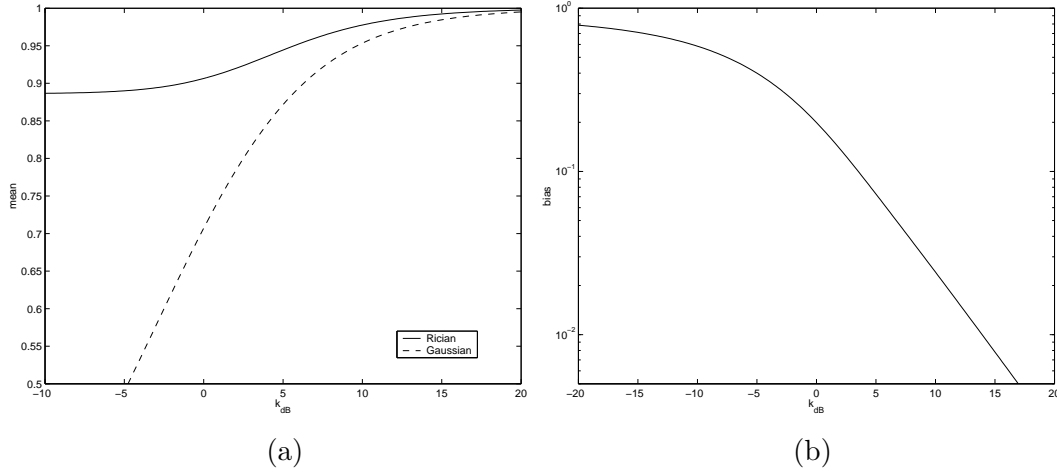 1
0.95
0.9
0.85
0.8
0.75
0.7
0.65
0.6
0.55
0.5
mean
−10 −5 0 5 10 15 20
k_dB
Rician
Gaussian
(a)
10^0
10^−1
10^−2
bias
−20 −15 −10 −5 0 5 10 15 20
k_dB
(b)